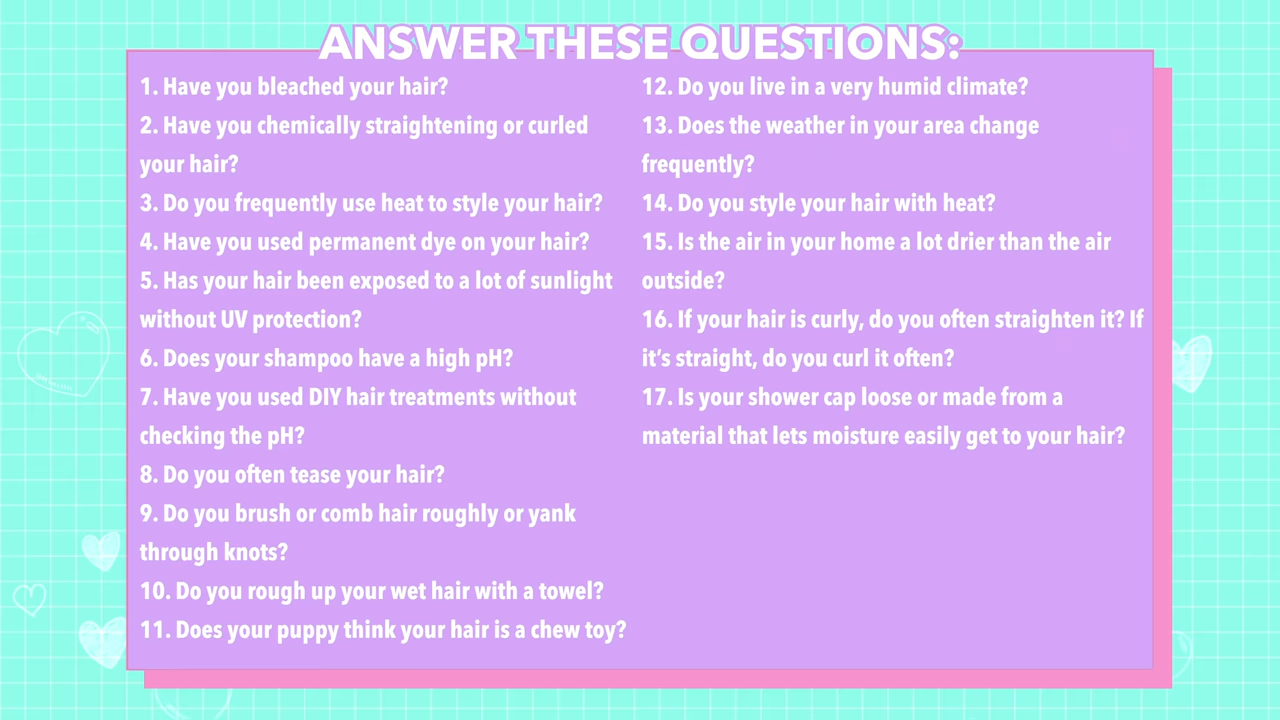 ANSWER THESE QUESTIONS:
1. Have you bleached your hair?
2. Have you chemically straightening or curled
your hair?
3. Do you frequently use heat to style your hair?
4. Have you used permanent dye on your hair?
5. Has your hair been exposed to a lot of sunlight
without UV protection?
6. Does your shampoo have a high pH?
7. Have you used DIY hair treatments without
checking the pH?
8. Do you often tease your hair?
9. Do you brush or comb hair roughly or yank
through knots?
10. Do you rough up your wet hair with a towel?
11. Does your puppy think your hair is a chew toy?
12. Do you live in a very humid climate?
13. Does the weather in your area change
frequently?
14. Do you style your hair with heat?
15. Is the air in your home a lot drier than the air
outside?
16. If your hair is curly, do you often straighten it? If
it's straight, do you curl it often?
17. Is your shower cap loose or made from a
material that lets moisture easily get to your hair?